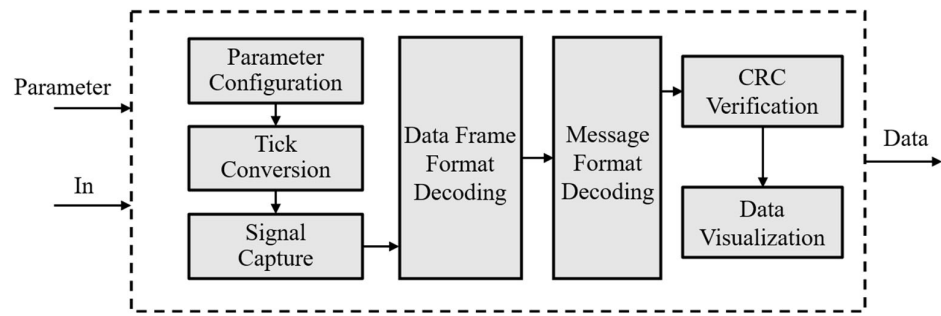 Parameter
In
Parameter
Configuration
Tick
Conversion
Signal
Capture
Data Frame
Format
Decoding
Message
Format
Decoding
CRC
Verification
Data
Visualization
Data